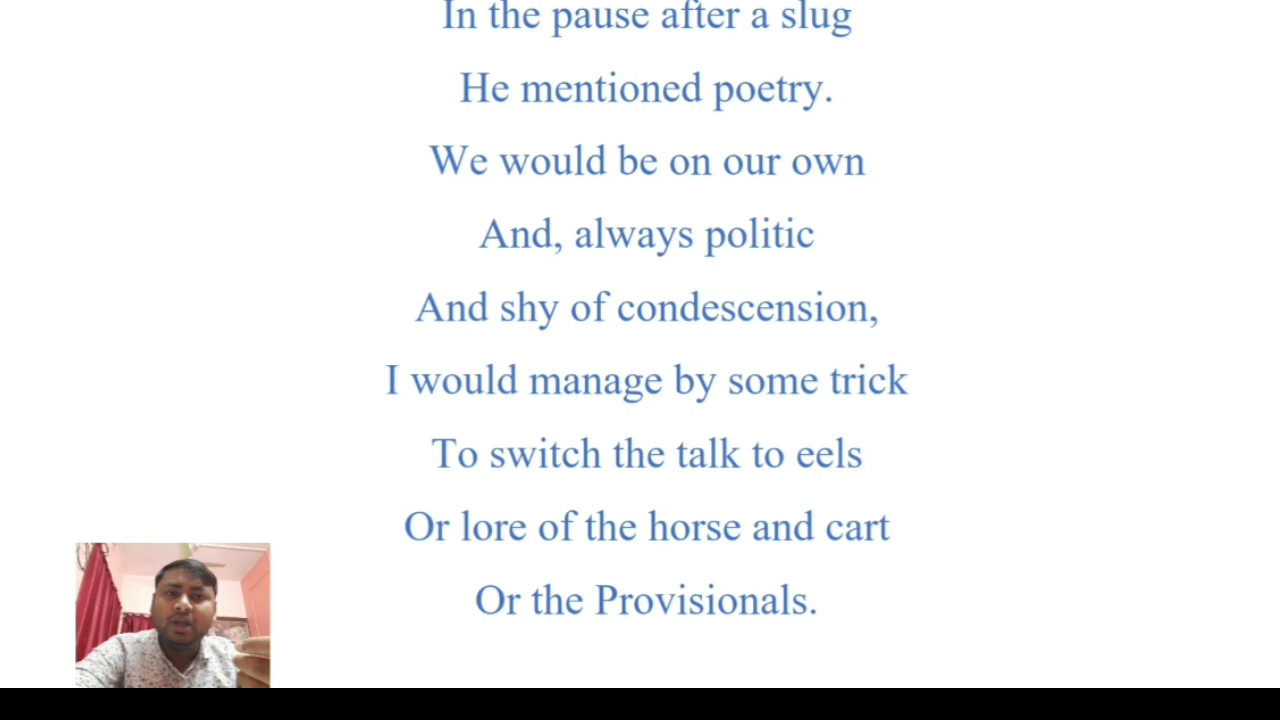 In the pause after a slug
He mentioned poetry.
We would be on our own
And, always politic
And shy of condescension,
I would manage by some trick
To switch the talk to eels
Or lore of the horse and cart
Or the Provisionals.